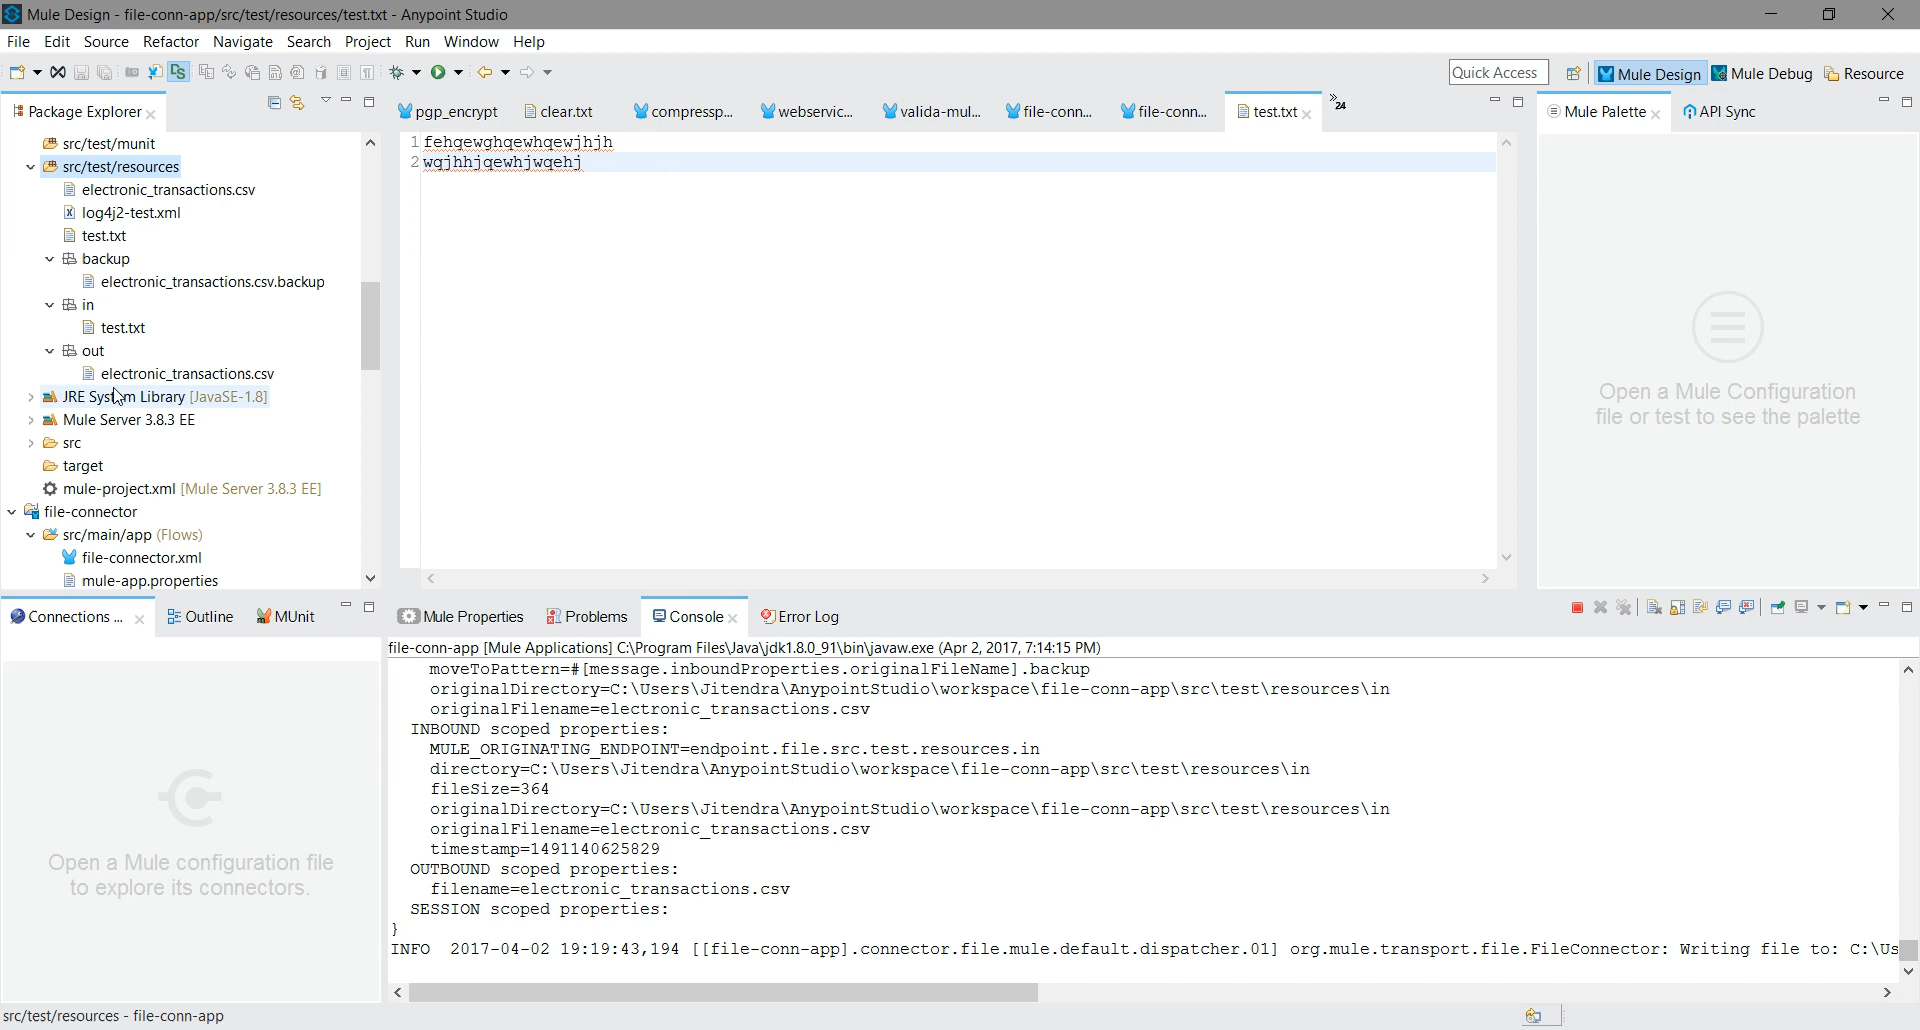 Mule Design - file-conn-app/src/test/resources/test.txt - Anypoint Studio
File Edit Source Refactor Navigate Search Project Run Window Help
Quick Access
Mule Design
Mule Debug
Resource
Package Explorer
pgp_encrypt
clear.txt
compressp...
webservic...
valida-mul...
file-conn...
file-conn...
test.txt
»24
Mule Palette
API Sync
src/test/munit
src/test/resources
electronic_transactions.csv
log4j2-test.xml
test.txt
backup
electronic_transactions.csv.backup
in
test.txt
out
electronic_transactions.csv
JRE System Library [JavaSE-1.8]
Mule Server 3.8.3 EE
src
target
mule-project.xml [Mule Server 3.8.3 EE]
file-connector
src/main/app (Flows)
file-connector.xml
mule-app.properties
1 fehgewghgewhgewjhjh
2 wgjhhjgewhjwgehj
Open a Mule Configuration
file or test to see the palette
Connections ...
Outline
MUnit
Open a Mule configuration file
to explore its connectors.
Mule Properties
Problems
Console
Error Log
file-conn-app [Mule Applications] C:\Program Files\Java\jdk1.8.0_91\bin\javaw.exe (Apr 2, 2017, 7:14:15 PM)
moveToPattern=#[message.inboundProperties.originalFileName].backup
originalDirectory=C:\Users\Jitendra\AnypointStudio\workspace\file-conn-app\src\test\resources\in
originalFilename=electronic_transactions.csv
INBOUND scoped properties:
MULE_ORIGINATING_ENDPOINT=endpoint.file.src.test.resources.in
directory=C:\Users\Jitendra\AnypointStudio\workspace\file-conn-app\src\test\resources\in
fileSize=364
originalDirectory=C:\Users\Jitendra\AnypointStudio\workspace\file-conn-app\src\test\resources\in
originalFilename=electronic_transactions.csv
timestamp=1491140625829
OUTBOUND scoped properties:
filename=electronic_transactions.csv
SESSION scoped properties:
}
INFO 2017-04-02 19:19:43,194 [[file-conn-app].connector.file.mule.default.dispatcher.01] org.mule.transport.file.FileConnector: Writing file to: C:\Us
src/test/resources - file-conn-app